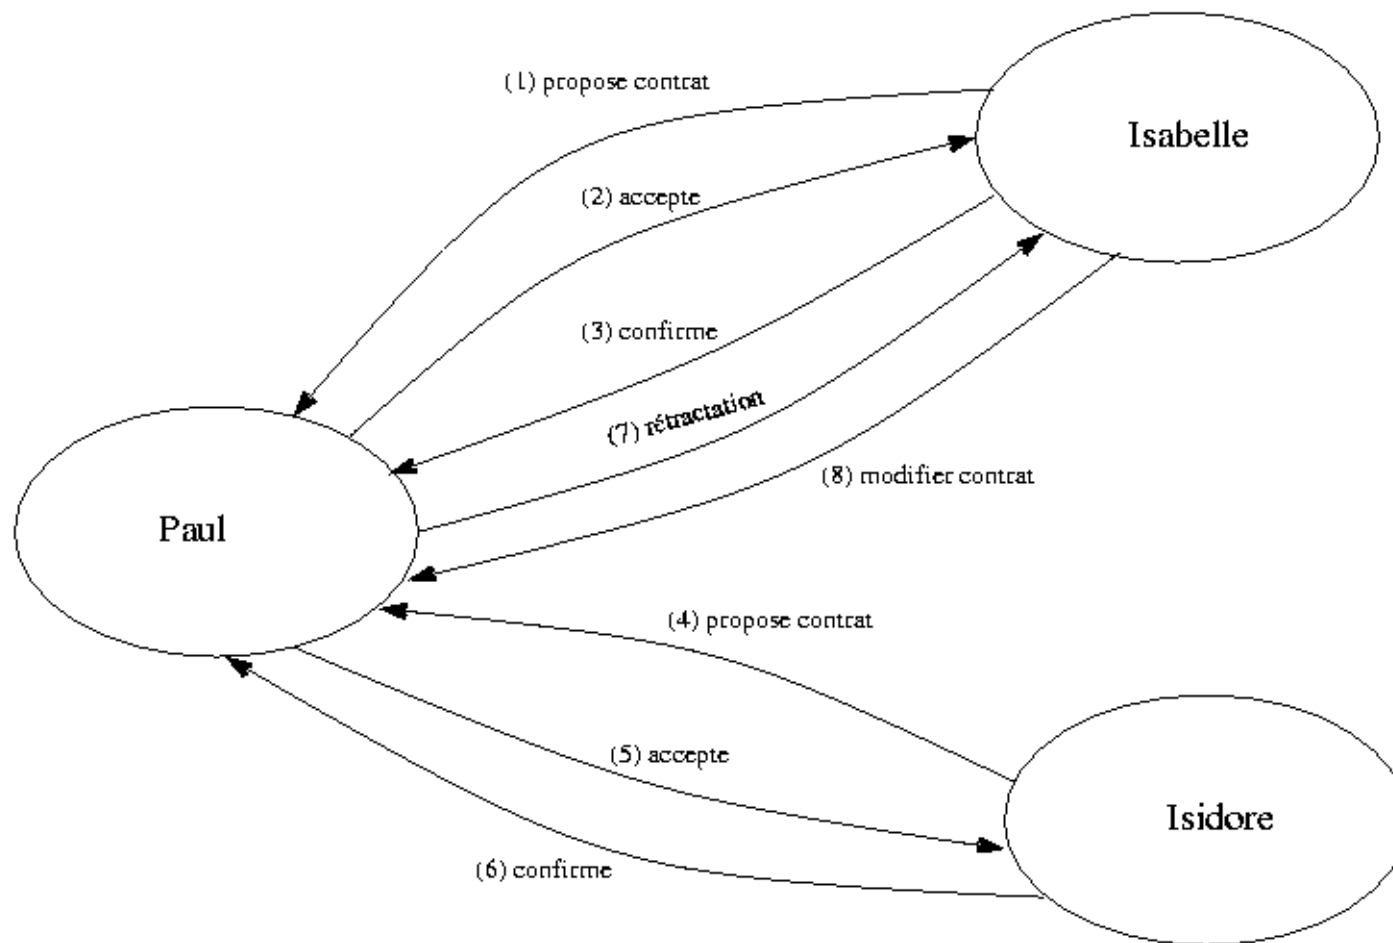 (1) propose contrat
Isabelle
(2) accepte
(3) confirme
(7) rétractation
(8) modifier contrat
Paul
(4) propose contrat
(5) accepte
Isidore
(6) confirme